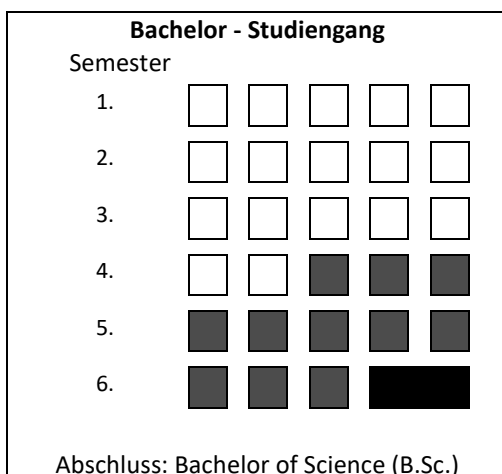 Bachelor - Studiengang
Semester
1.
2.
3.
4.
5.
6.
Abschluss: Bachelor of Science (B.Sc.)